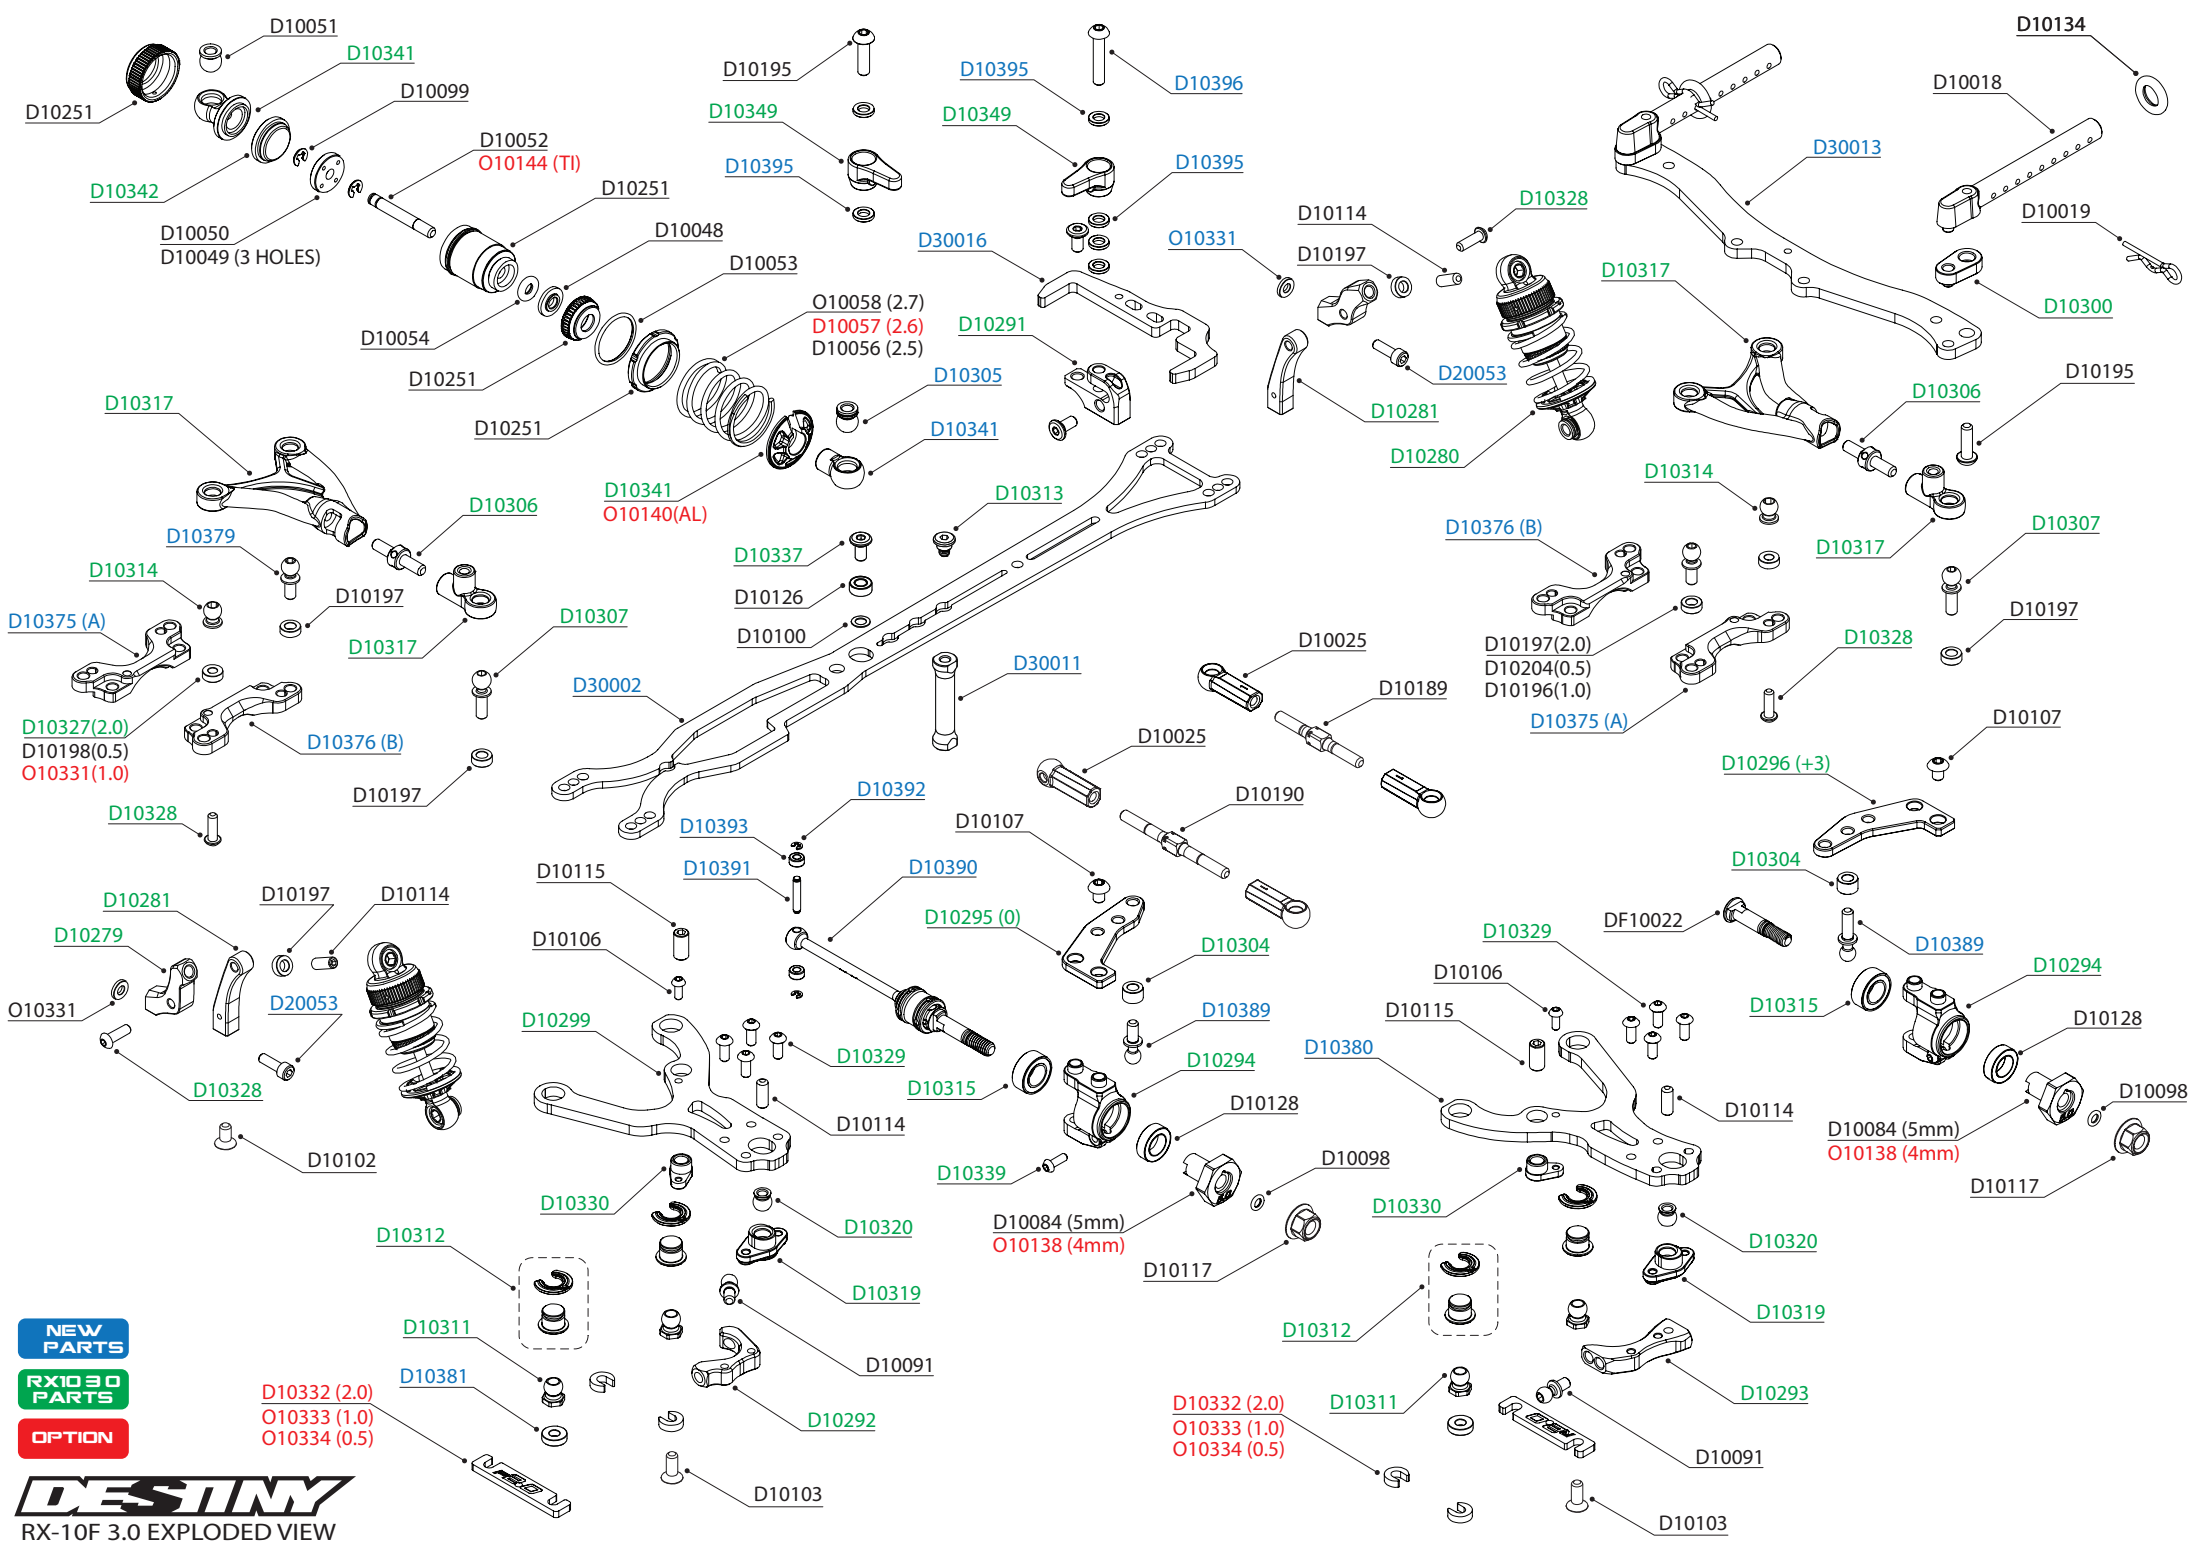 D10051
D10341
D10251
D10099
D10342
D10052
O10144 (TI)
D10050
D10049 (3 HOLES)
D10251
D10048
D10054
D10053
D10251
D10251
O10058 (2.7)
D10057 (2.6)
D10056 (2.5)
D10305
D10341
D10341
O10140(AL)
D10195
D10349
D10395
D10395
D10396
D10349
D10395
D30016
D10291
D10328
D10114
O10331
D10197
D20053
D10281
D10280
D10134
D10018
D30013
D10019
D10300
D10317
D10195
D10306
D10314
D10317
D10376 (B)
D10307
D10197
D10197(2.0)
D10204(0.5)
D10196(1.0)
D10328
D10375 (A)
D10317
D10306
D10379
D10314
D10197
D10375 (A)
D10317
D10307
D10327(2.0)
D10198(0.5)
O10331(1.0)
D10376 (B)
D10197
D10328
D10313
D10337
D10126
D10100
D30002
D30011
D10025
D10189
D10025
D10190
D10107
D10296 (+3)
D10304
DF10022
D10389
D10294
D10315
D10128
D10098
D10084 (5mm)
O10138 (4mm)
D10117
D10281
D10197
D10114
D10279
O10331
D20053
D10328
D10102
D10392
D10393
D10391
D10390
D10115
D10106
D10299
D10329
D10114
D10107
D10295 (0)
D10304
D10389
D10315
D10294
D10128
D10339
D10098
D10084 (5mm)
O10138 (4mm)
D10117
D10330
D10320
D10319
D10312
D10311
D10381
D10091
D10292
D10332 (2.0)
O10333 (1.0)
O10334 (0.5)
D10103
D10329
D10106
D10115
D10380
D10114
D10330
D10320
D10319
D10312
D10311
D10293
D10091
D10332 (2.0)
O10333 (1.0)
O10334 (0.5)
D10103
NEW
PARTS
RX10 3 0
PARTS
OPTION
DESTINY
RX-10F 3.0 EXPLODED VIEW